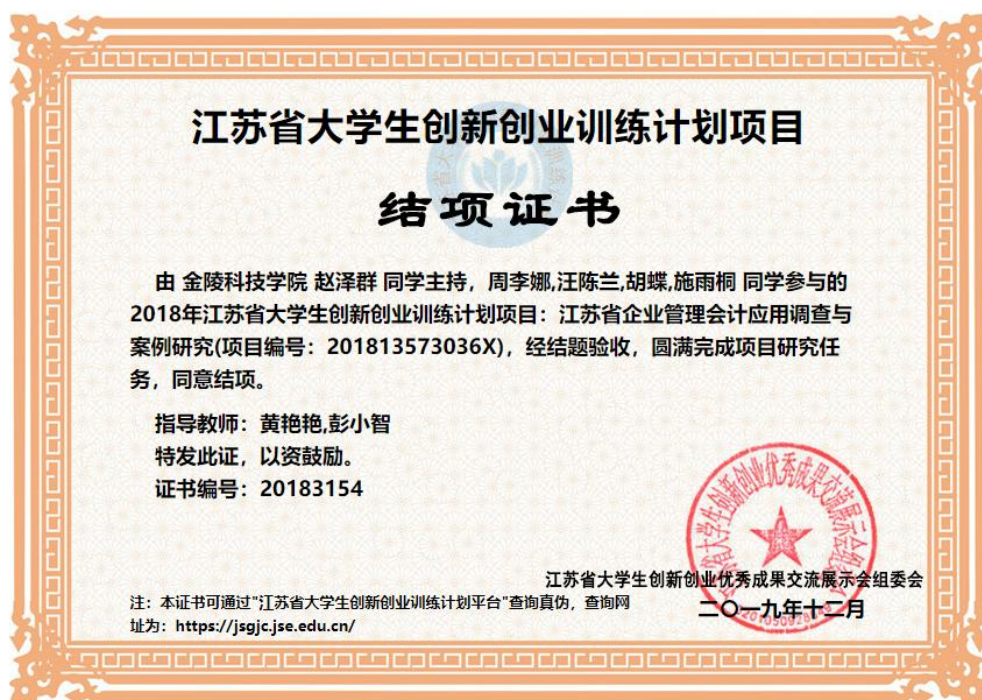 江苏省大学生创新创业训练计划项目
结项证书
由 金陵科技学院 赵泽群 同学主持，周李娜,汪陈兰,胡蝶,施雨桐 同学参与的
2018年江苏省大学生创新创业训练计划项目：江苏省企业管理会计应用调查与
案例研究(项目编号：201813573036X)，经结题验收，圆满完成项目研究任
务，同意结项。
指导教师：黄艳艳,彭小智
特发此证，以资鼓励。
证书编号：20183154
江苏省大学生创新创业优秀成果交流展示会组委会
二〇一九年十二月
注：本证书可通过"江苏省大学生创新创业训练计划平台"查询真伪，查询网
址为：https://jsgjc.jse.edu.cn/